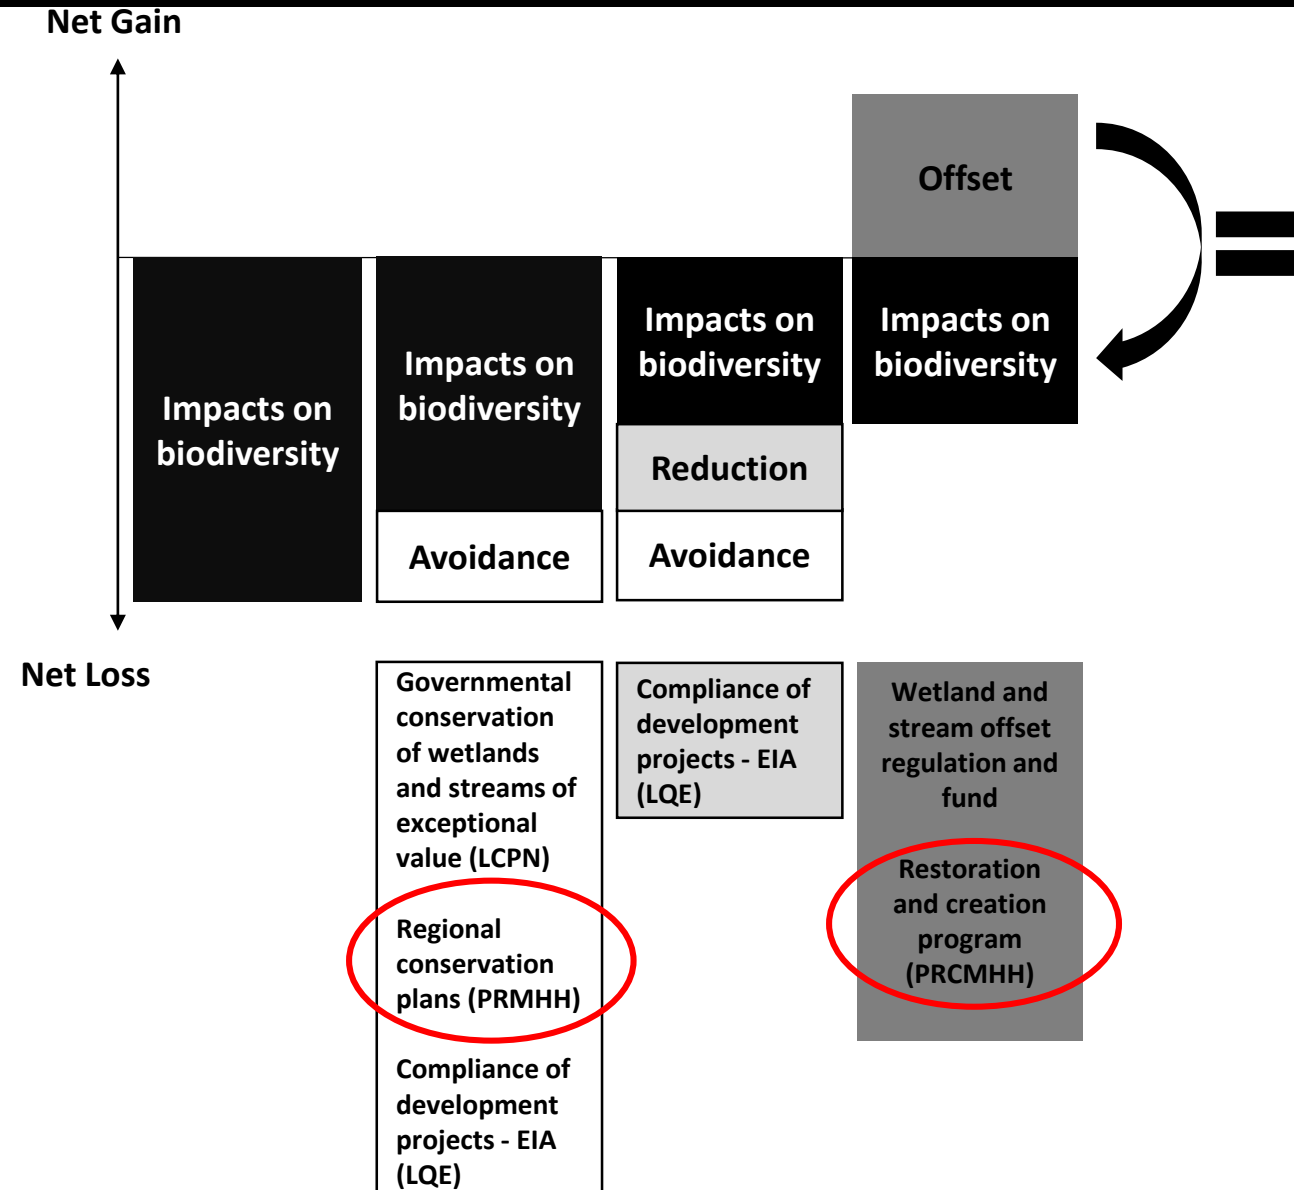 Net Gain
Offset
Impacts on
biodiversity
Impacts on
biodiversity
Impacts on
biodiversity
Impacts on
biodiversity
Reduction
Avoidance
Avoidance
Net Loss
Governmental
conservation
of wetlands
and streams of
exceptional
value (LCPN)
Regional
conservation
plans (PRMHH)
Compliance of
development
projects - EIA
(LQE)
Compliance of
development
projects - EIA
(LQE)
Wetland and
stream offset
regulation and
fund
Restoration
and creation
program
(PRCMHH)